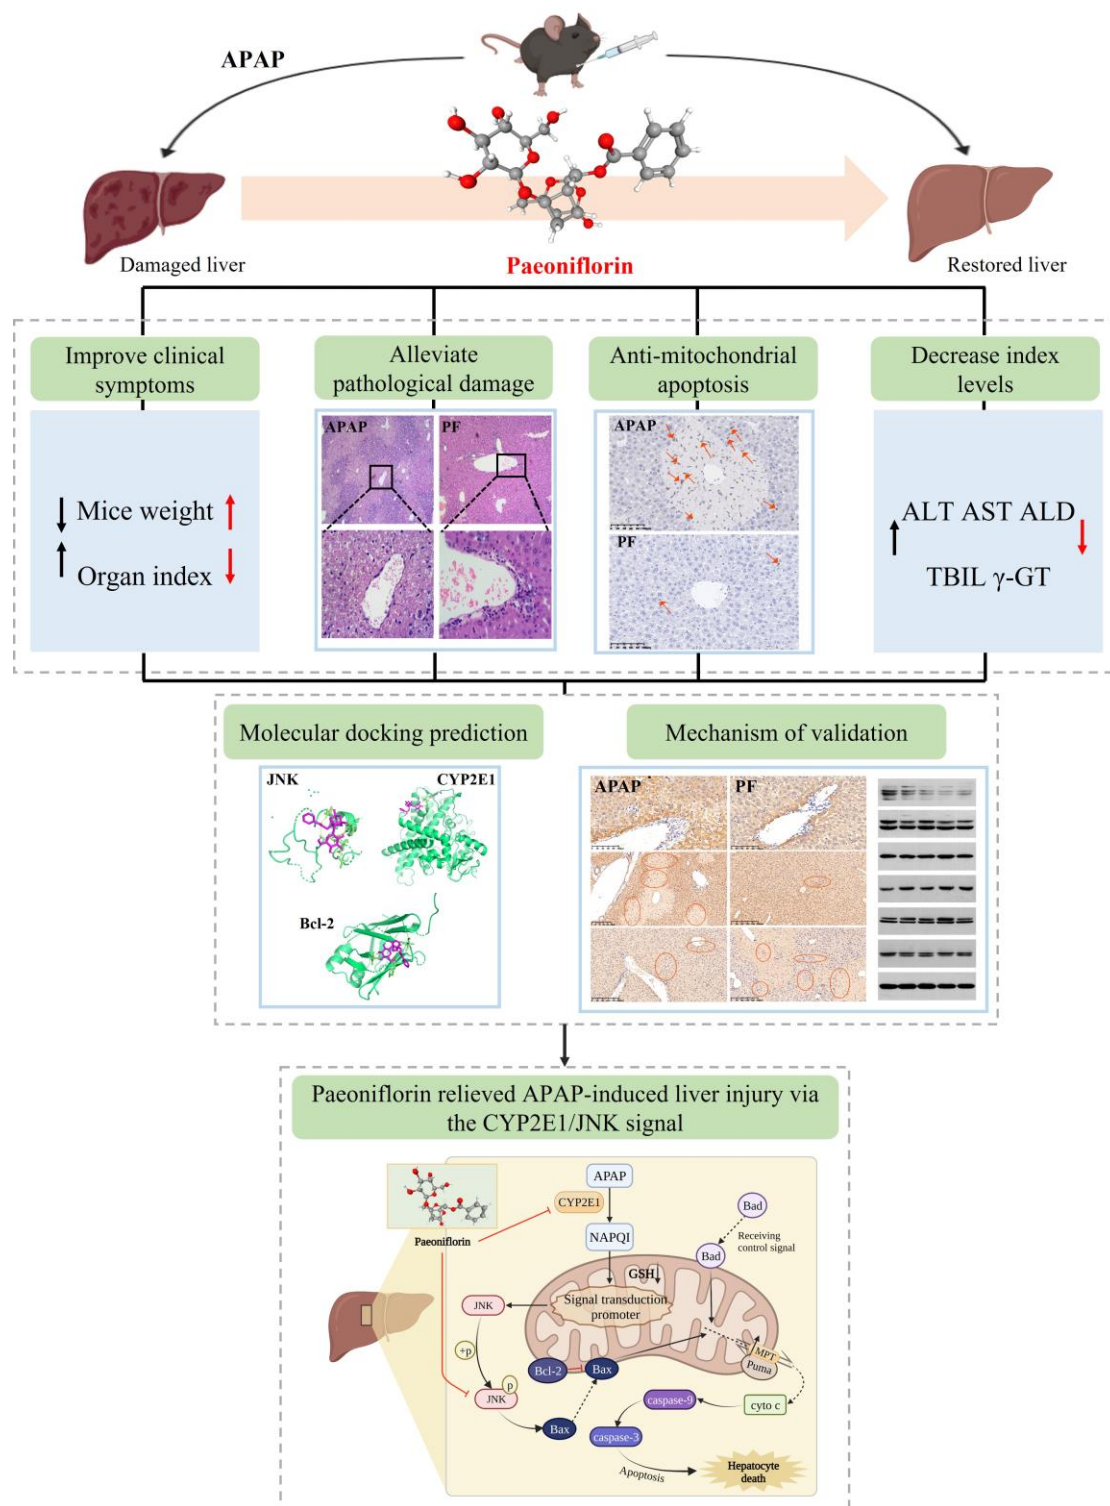 APAP
Damaged liver
Paeoniflorin
Restored liver
Improve clinical
symptoms
Alleviate
pathological damage
Anti-mitochondrial
apoptosis
Decrease index
levels
Mice weight
Organ index
APAP
PF
APAP
PF
ALT AST ALD
TBIL γ-GT
Molecular docking prediction
Mechanism of validation
JNK
CYP2E1
Bcl-2
APAP
PF
Paeoniflorin relieved APAP-induced liver injury via
the CYP2E1/JNK signal
Paeoniflorin
APAP
CYP2E1
NAPQI
Bad
Receiving
control signal
Bad
GSH
Signal transduction
promoter
JNK
+p
p
JNK
Bcl-2
Bax
Bax
MPT
Puma
cyto c
caspase-9
caspase-3
Apoptosis
Hepatocyte
death